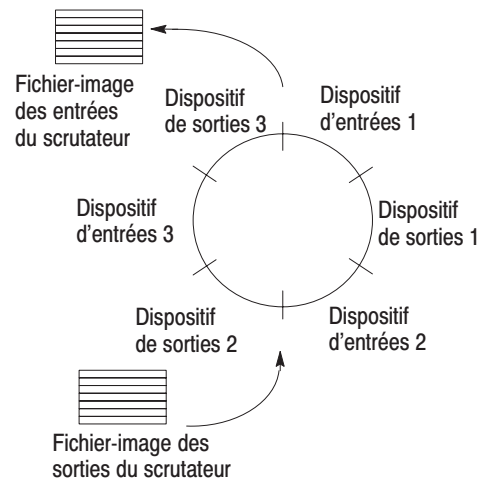 Fichier-image
des entrées
du scrutateur
Dispositif
de sorties 3
Dispositif
d'entrées 1
Dispositif
d'entrées 3
Dispositif
de sorties 1
Dispositif
de sorties 2
Dispositif
d'entrées 2
Fichier-image des
sorties du scrutateur